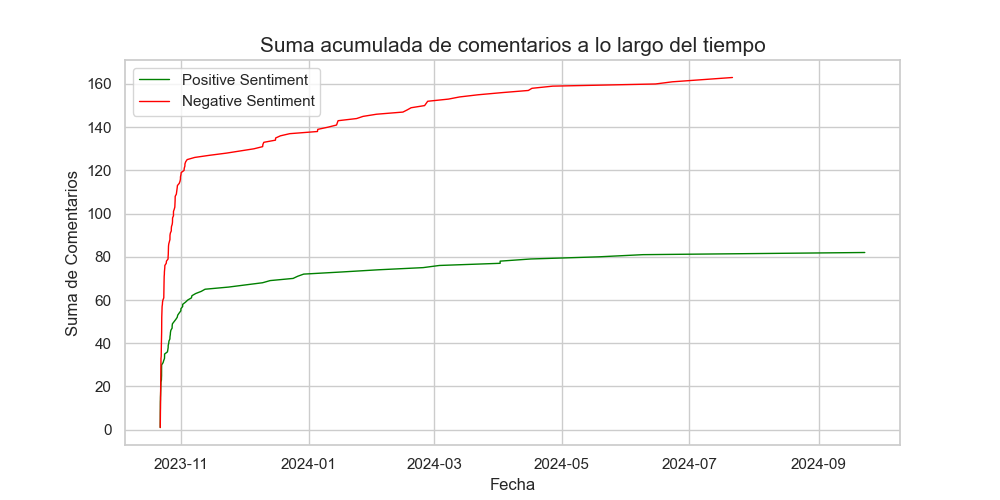 Suma acumulada de comentarios a lo largo del tiempo
Positive Sentiment
Negative Sentiment
Suma de Comentarios
160
140
120
100
80
60
40
20
0
2023-11 2024-01 2024-03 2024-05 2024-07 2024-09
Fecha